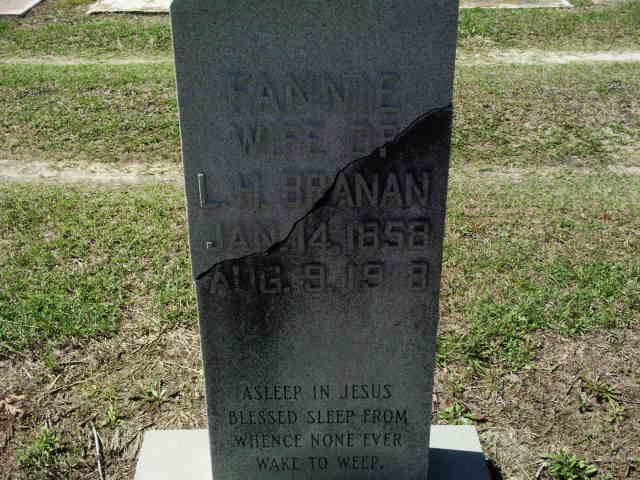 FANNIE
WIFE OF
L.H. BRANAN
JAN. 14, 1858
AUG. 9, 1918
ASLEEP IN JESUS
BLESSED SLEEP FROM
WHENCE NONE EVER
WAKE TO WEEP.